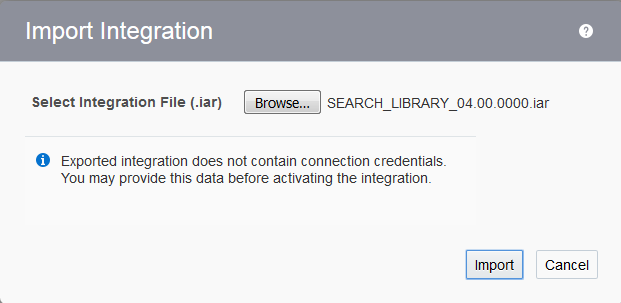 Import Integration
?
Select Integration File (.iar) Browse... SEARCH_LIBRARY_04.00.0000.iar
i Exported integration does not contain connection credentials.
You may provide this data before activating the integration.
Import Cancel